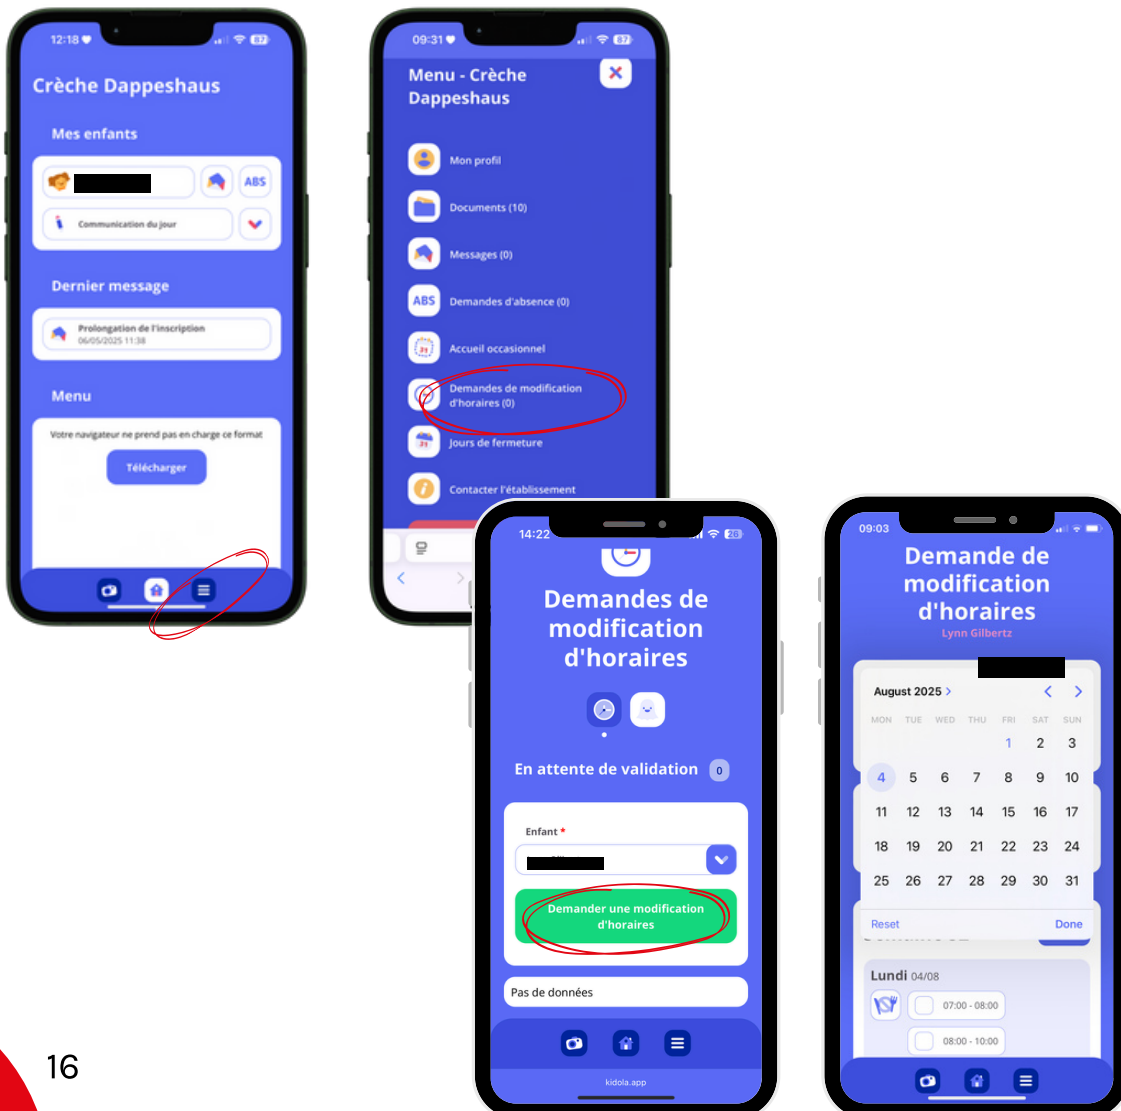 12:18
87
Crèche Dappeshaus
Mes enfants
ABS
Communication du jour
Dernier message
Prolongation de l'inscription
06/05/2025 11:38
Menu
Votre navigateur ne prend pas en charge ce format
Télécharger
09:31
87
Menu - Crèche
Dappeshaus
Mon profil
Documents (10)
Messages (0)
ABS
Demandes d'absence (0)
31
Accueil occasionnel
Demandes de modification
d'horaires (0)
31
Jours de fermeture
Contacter l'établissement
14:22
26
Demandes de
modification
d'horaires
En attente de validation 0
Enfant *
Demander une modification
d'horaires
Pas de données
kidola.app
09:03
Demande de
modification
d'horaires
Lynn Gilbertz
August 2025
MON TUE WED THU FRI SAT SUN
1 2 3
4 5 6 7 8 9 10
11 12 13 14 15 16 17
18 19 20 21 22 23 24
25 26 27 28 29 30 31
Reset Done
Lundi 04/08
07:00 - 08:00
08:00 - 10:00
16